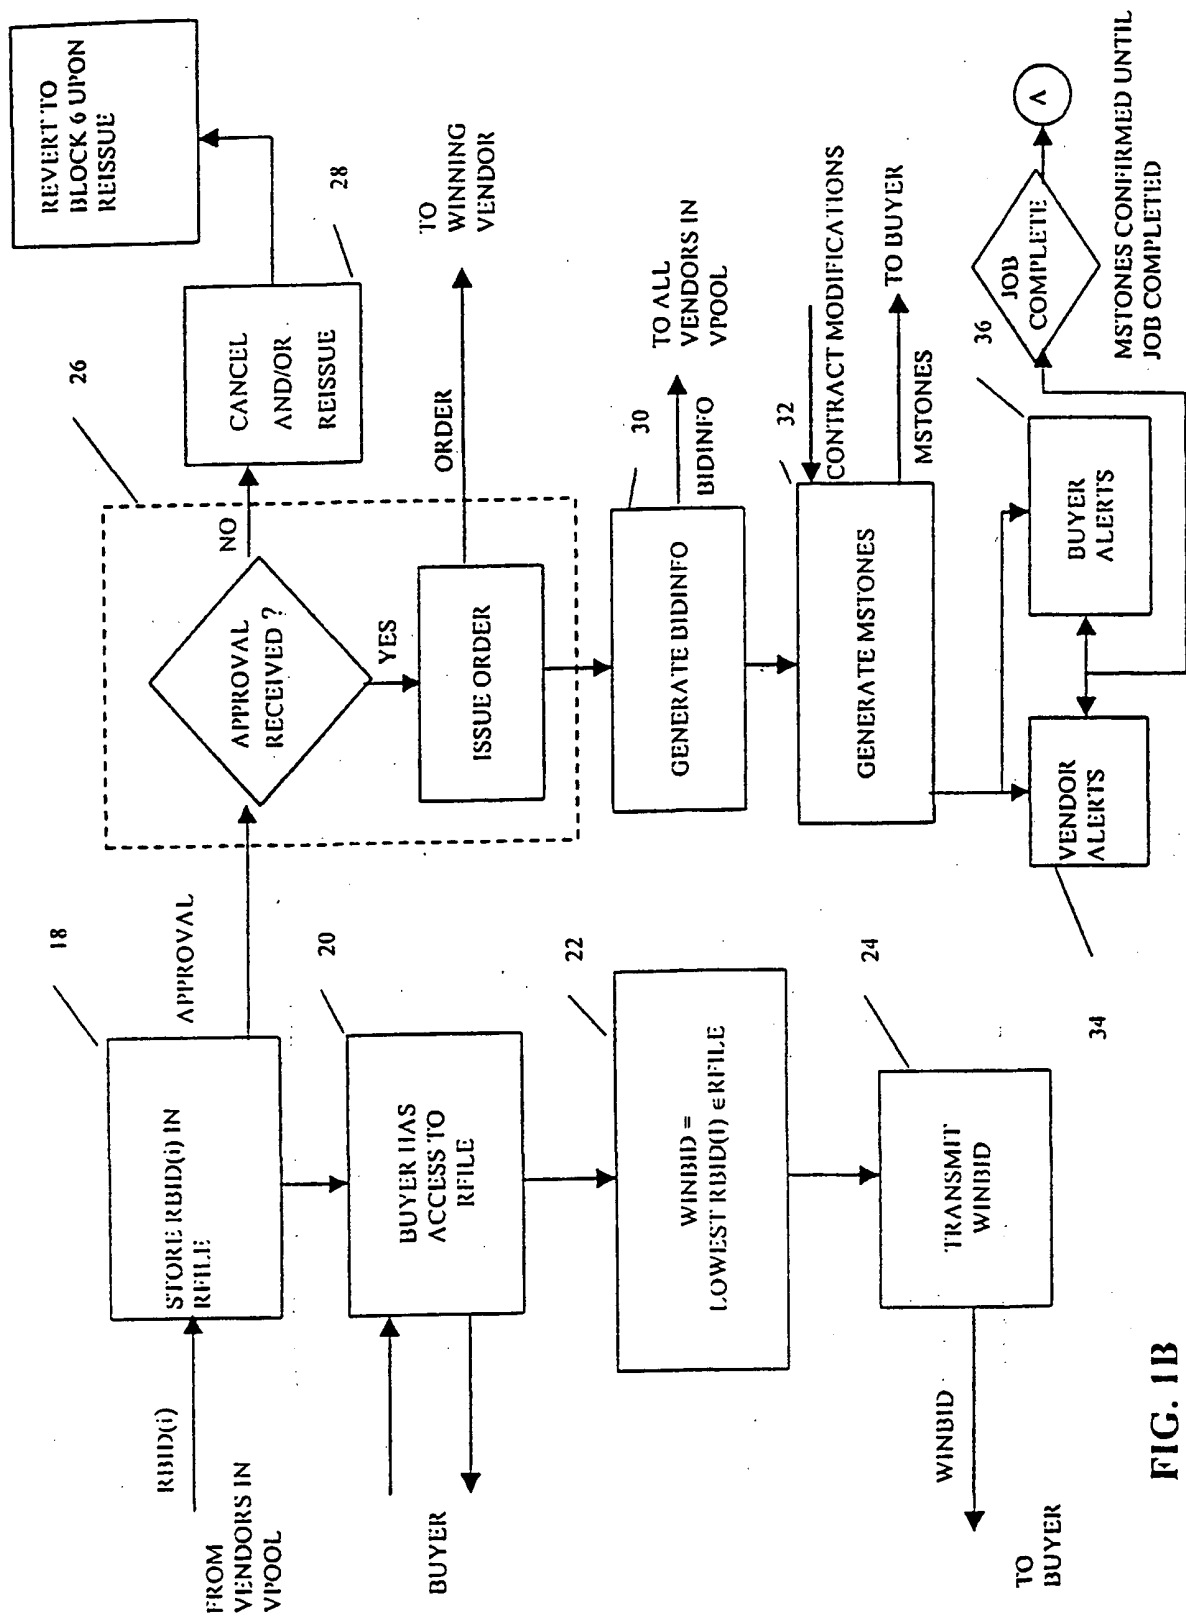 FROM
VENDORS IN
VPOOL
RBID(i)
STORE RBID(i) IN
RFILE
18
APPROVAL
BUYER
BUYER HAS
ACCESS TO
RFILE
20
WINBID =
LOWEST RBID(I) ∈ RFILE
22
TO
BUYER
WINBID
TRANSMIT
WINBID
24
APPROVAL
RECEIVED ?
NO
YES
26
CANCEL
AND/OR
REISSUE
28
REVERT TO
BLOCK 6 UPON
REISSUE
ISSUE ORDER
ORDER
TO
WINNING
VENDOR
GENERATE BIDINFO
30
BIDINFO
TO ALL
VENDORS IN
VPOOL
GENERATE MSTONES
32
CONTRACT MODIFICATIONS
MSTONES
TO BUYER
VENDOR
ALERTS
34
BUYER
ALERTS
36
JOB
COMPLETE
A
MSTONES CONFIRMED UNTIL
JOB COMPLETED
FIG. 1B